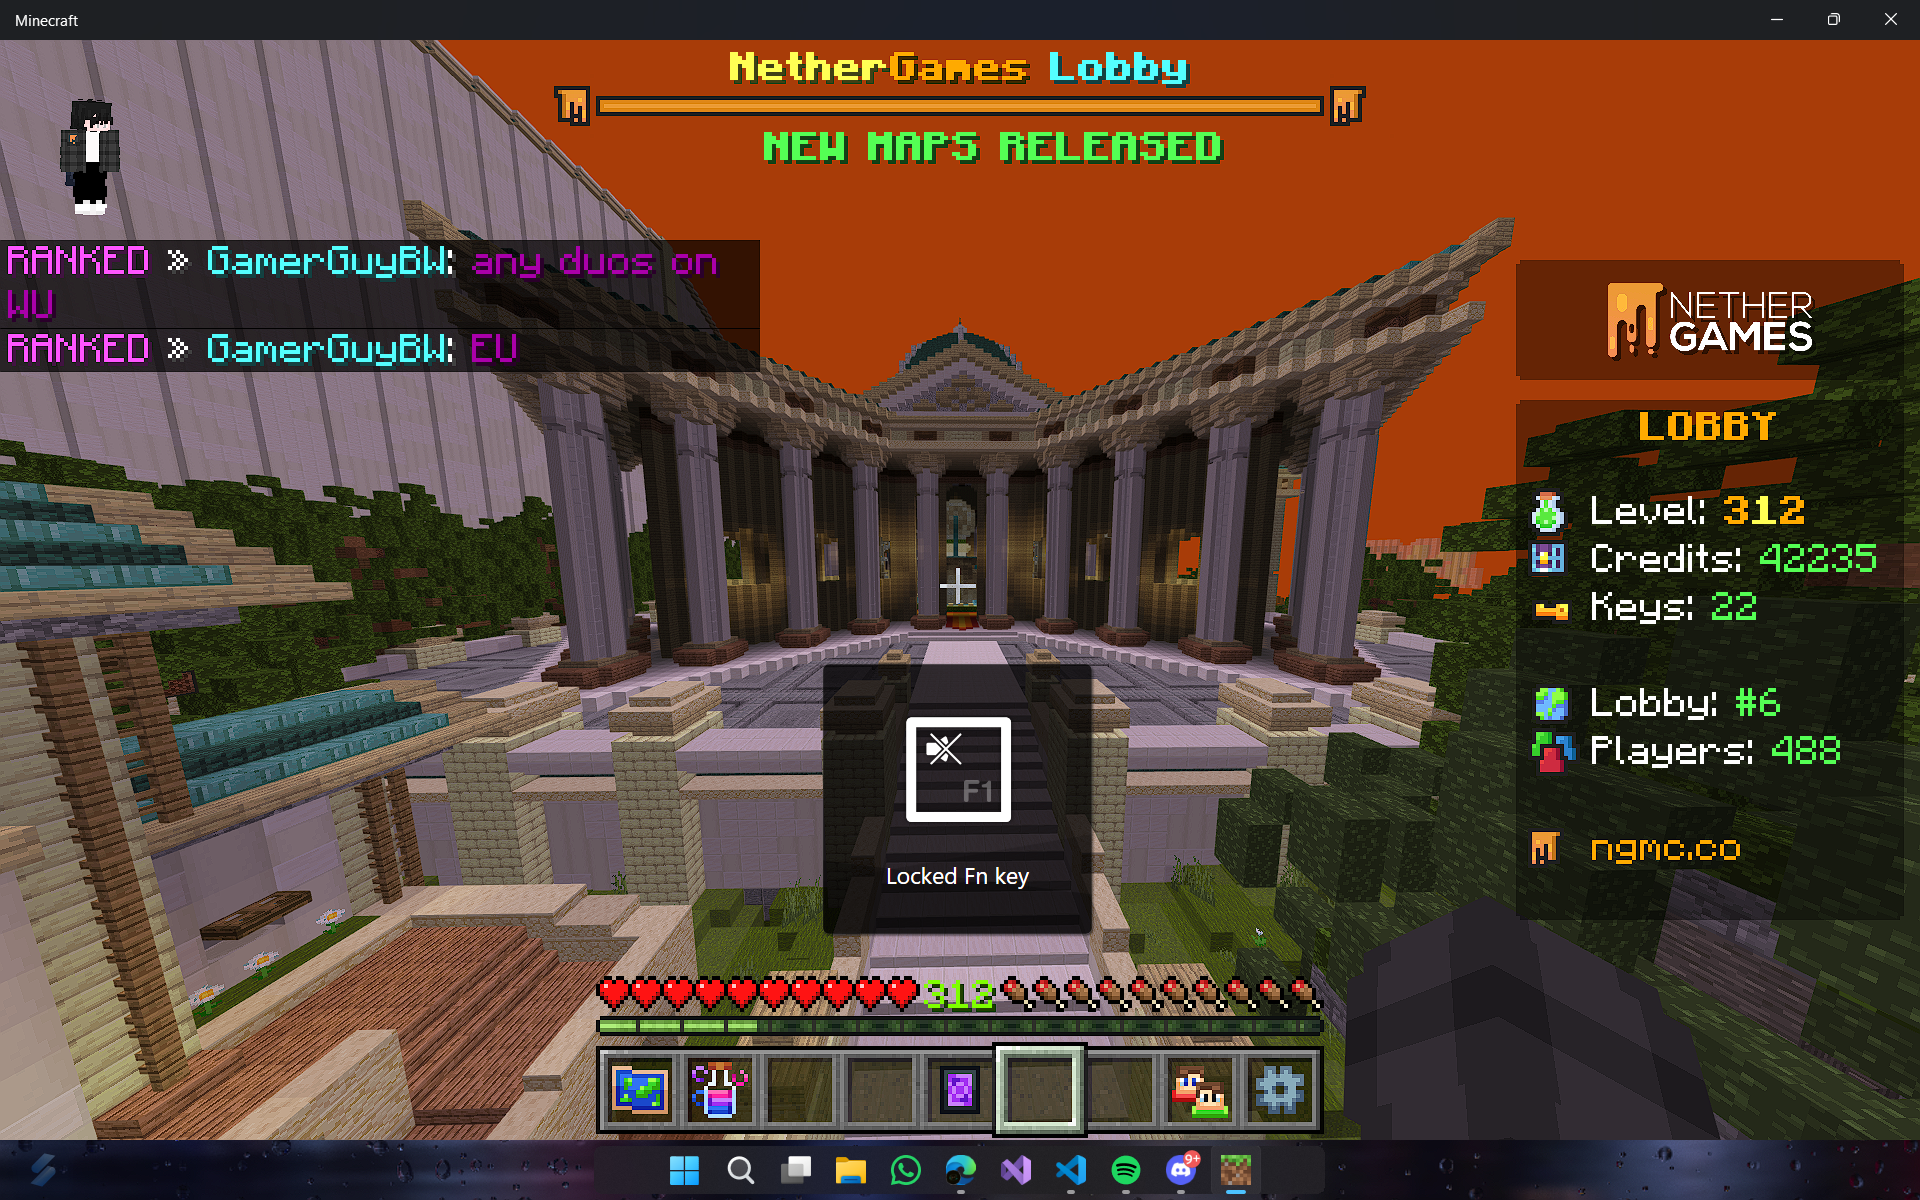 Minecraft
NetherGames Lobby
NEW MAPS RELEASED
RANKED » GamerGuyBW: any duos on
WU
RANKED » GamerGuyBW: EU
NETHER
GAMES
LOBBY
Level: 312
Credits: 42235
Keys: 22
Lobby: #6
Players: 488
ngmc.co
F1
Locked Fn key
312
9+